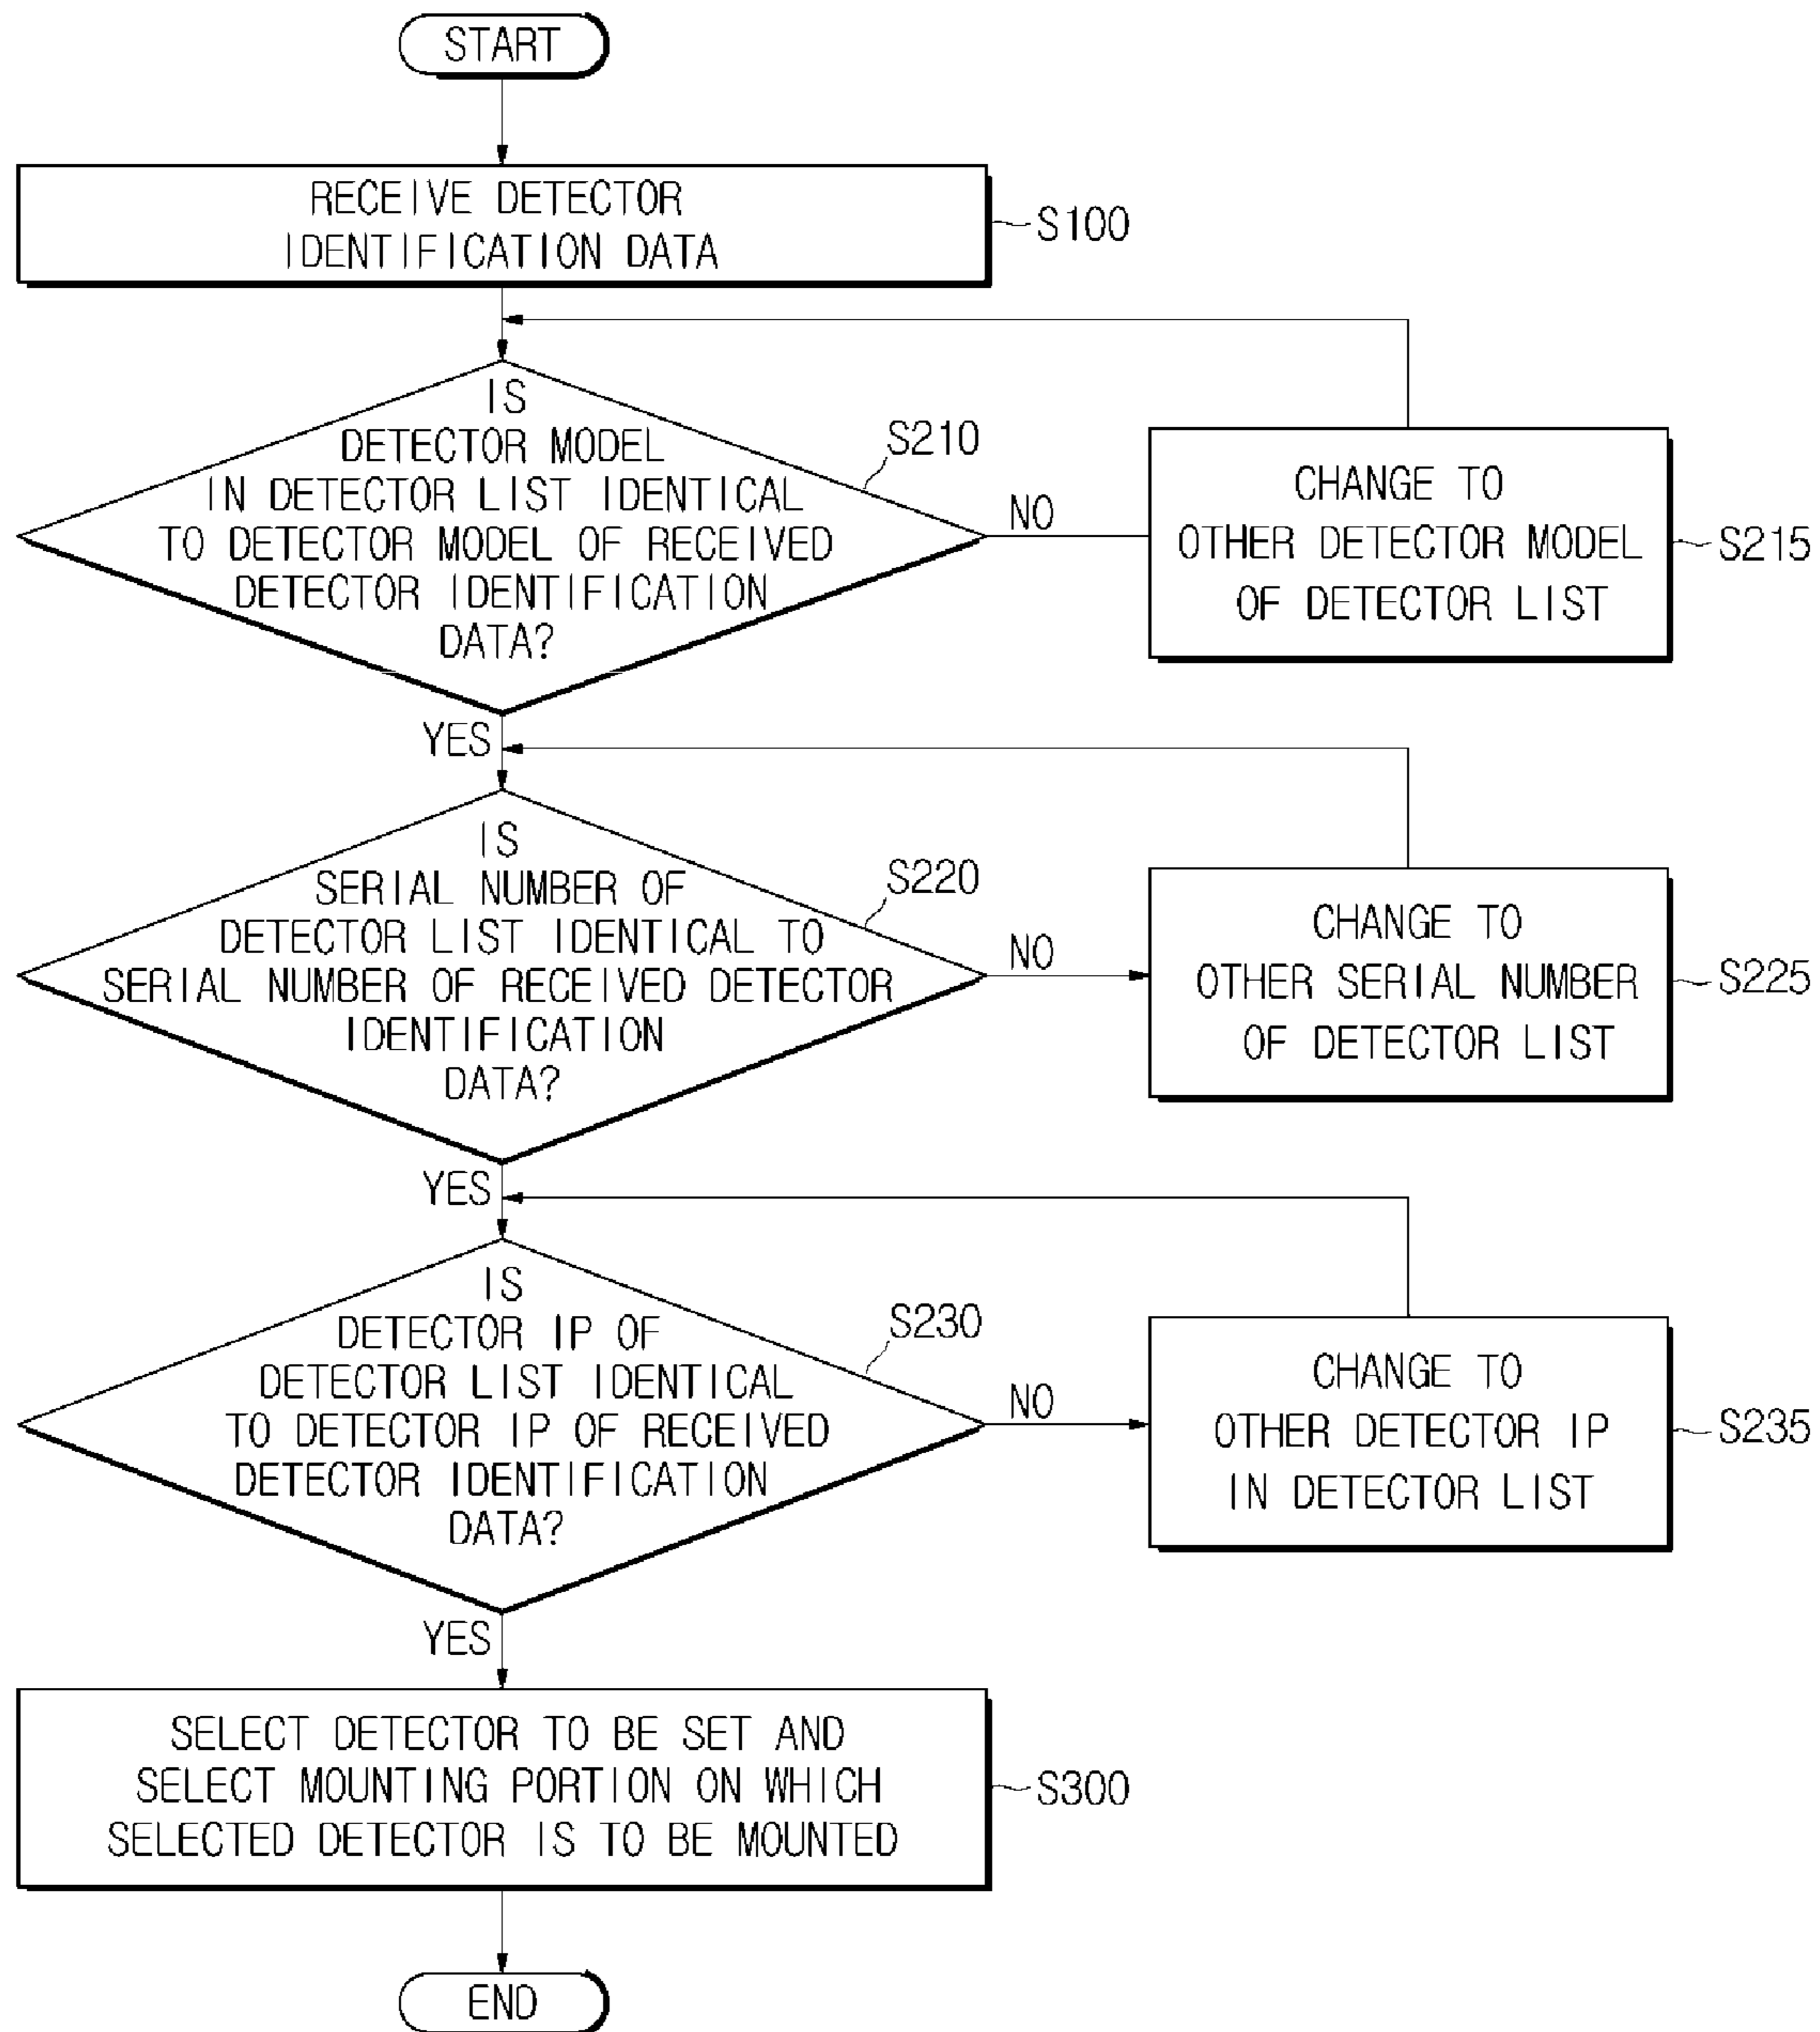 START
RECEIVE DETECTOR
IDENTIFICATION DATA
S100
IS
DETECTOR MODEL
IN DETECTOR LIST IDENTICAL
TO DETECTOR MODEL OF RECEIVED
DETECTOR IDENTIFICATION
DATA?
S210
NO
CHANGE TO
OTHER DETECTOR MODEL
OF DETECTOR LIST
S215
YES
IS
SERIAL NUMBER OF
DETECTOR LIST IDENTICAL TO
SERIAL NUMBER OF RECEIVED DETECTOR
IDENTIFICATION
DATA?
S220
NO
CHANGE TO
OTHER SERIAL NUMBER
OF DETECTOR LIST
S225
YES
IS
DETECTOR IP OF
DETECTOR LIST IDENTICAL
TO DETECTOR IP OF RECEIVED
DETECTOR IDENTIFICATION
DATA?
S230
NO
CHANGE TO
OTHER DETECTOR IP
IN DETECTOR LIST
S235
YES
SELECT DETECTOR TO BE SET AND
SELECT MOUNTING PORTION ON WHICH
SELECTED DETECTOR IS TO BE MOUNTED
S300
END